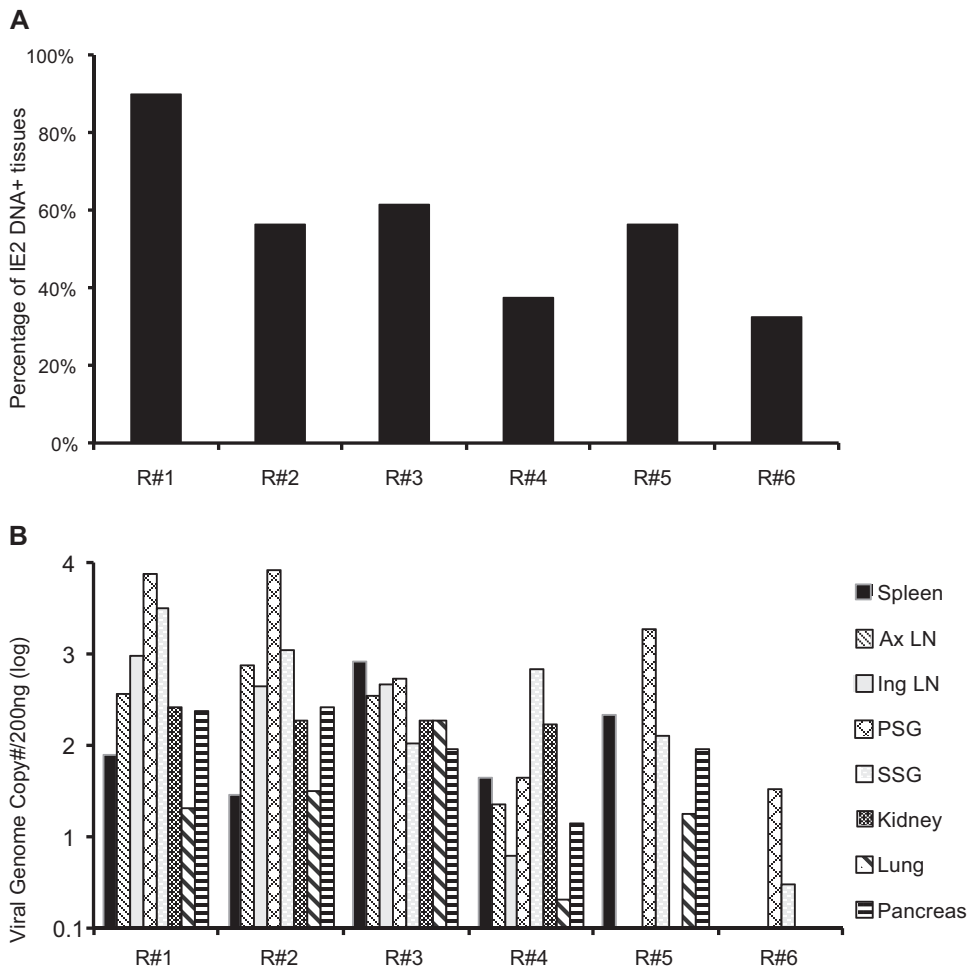 A
Percentage of IE2 DNA+ tissues
100%
80%
60%
40%
20%
0%
R#1 R#2 R#3 R#4 R#5 R#6
B
Viral Genome Copy#/200ng (log)
4
3
2
1
0.1
R#1 R#2 R#3 R#4 R#5 R#6
Spleen
Ax LN
Ing LN
PSG
SSG
Kidney
Lung
Pancreas